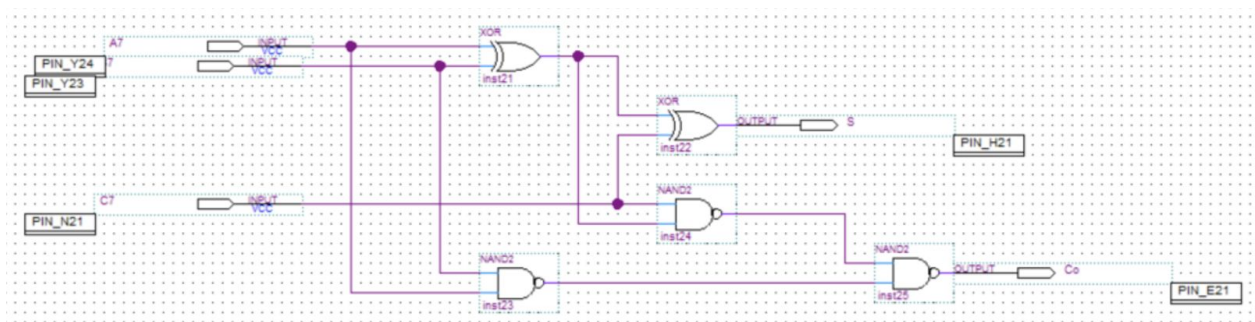 XOR
A7 INPUT
VCC
PIN_Y24 7 INPUT
VCC
PIN_Y23
inst21
XOR
OUTPUT S
inst22
PIN_H21
NAND2
C7 INPUT
VCC
PIN_N21
inst24
NAND2
NAND2
OUTPUT Co
inst23
inst25
PIN_E21